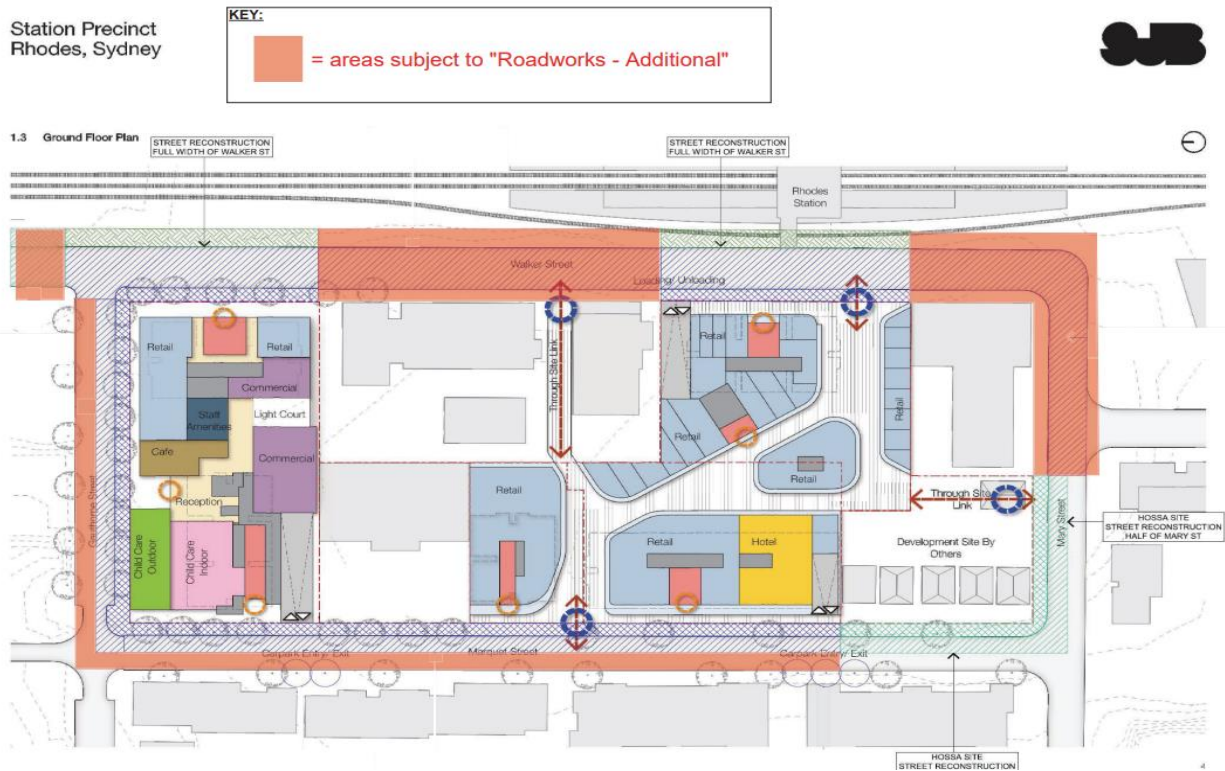 Station Precinct
Rhodes, Sydney
KEY:
= areas subject to "Roadworks - Additional"
SJB
1.3 Ground Floor Plan
STREET RECONSTRUCTION
FULL WIDTH OF WALKER ST
STREET RECONSTRUCTION
FULL WIDTH OF WALKER ST
Rhodes
Station
Walker Street
Loading/ Unloading
Retail
Retail
Commercial
Staff
Amenities
Light Court
Cafe
Commercial
Reception
Child Care
Outdoor
Child Care
Indoor
Gauthorpe Street
Through Site Link
Retail
Retail
Retail
Retail
Retail
Retail
Hotel
Through Site
Link
Development Site By
Others
Mary Street
HOSSA SITE
STREET RECONSTRUCTION
HALF OF MARY ST
Carpark Entry/ Exit
Marquet Street
Carpark Entry/ Exit
HOSSA SITE
STREET RECONSTRUCTION
4